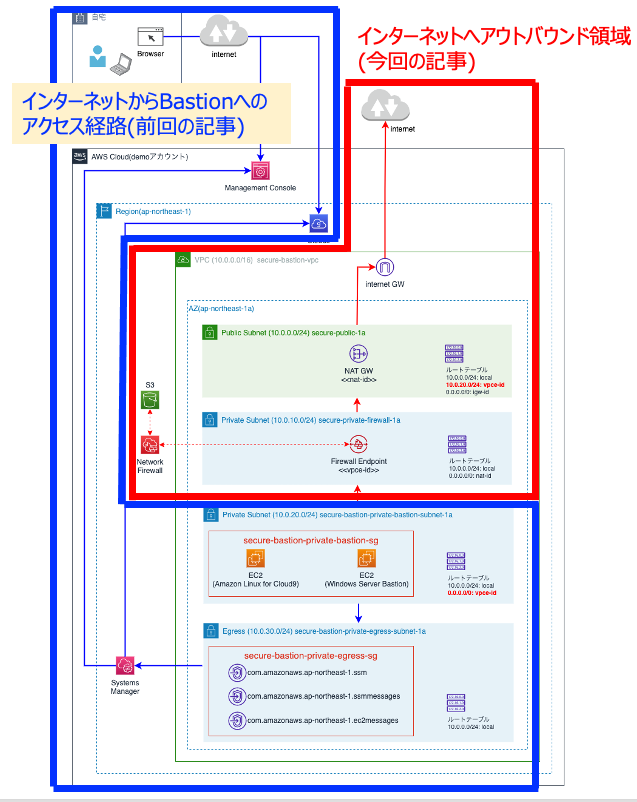 自宅
Browser
internet
インターネットへアウトバウンド領域
(今回の記事)
インターネットからBastionへの
アクセス経路(前回の記事)
internet
aws
AWS Cloud(demoアカウント)
Management Console
Region(ap-northeast-1)
VPC (10.0.0.0/16) secure-bastion-vpc
internet GW
AZ(ap-northeast-1a)
Public Subnet (10.0.0.0/24) secure-public-1a
NAT GW
<<nat-id>>
ルートテーブル
10.0.0.0/24: local
10.0.20.0/24: vpce-id
0.0.0.0/0: igw-id
S3
Network
Firewall
Private Subnet (10.0.10.0/24) secure-private-firewall-1a
Firewall Endpoint
<<vpce-id>>
ルートテーブル
10.0.0.0/24: local
0.0.0.0/0: nat-id
Private Subnet (10.0.20.0/24) secure-bastion-private-bastion-subnet-1a
secure-bastion-private-bastion-sg
EC2
(Amazon Linux for Cloud9)
EC2
(Windows Server Bastion)
ルートテーブル
10.0.0.0/24: local
0.0.0.0/0: vpce-id
Egress (10.0.30.0/24) secure-bastion-private-egress-subnet-1a
secure-bastion-private-egress-sg
com.amazonaws.ap-northeast-1.ssm
com.amazonaws.ap-northeast-1.ssmmessages
com.amazonaws.ap-northeast-1.ec2messages
ルートテーブル
10.0.0.0/24: local
Systems
Manager